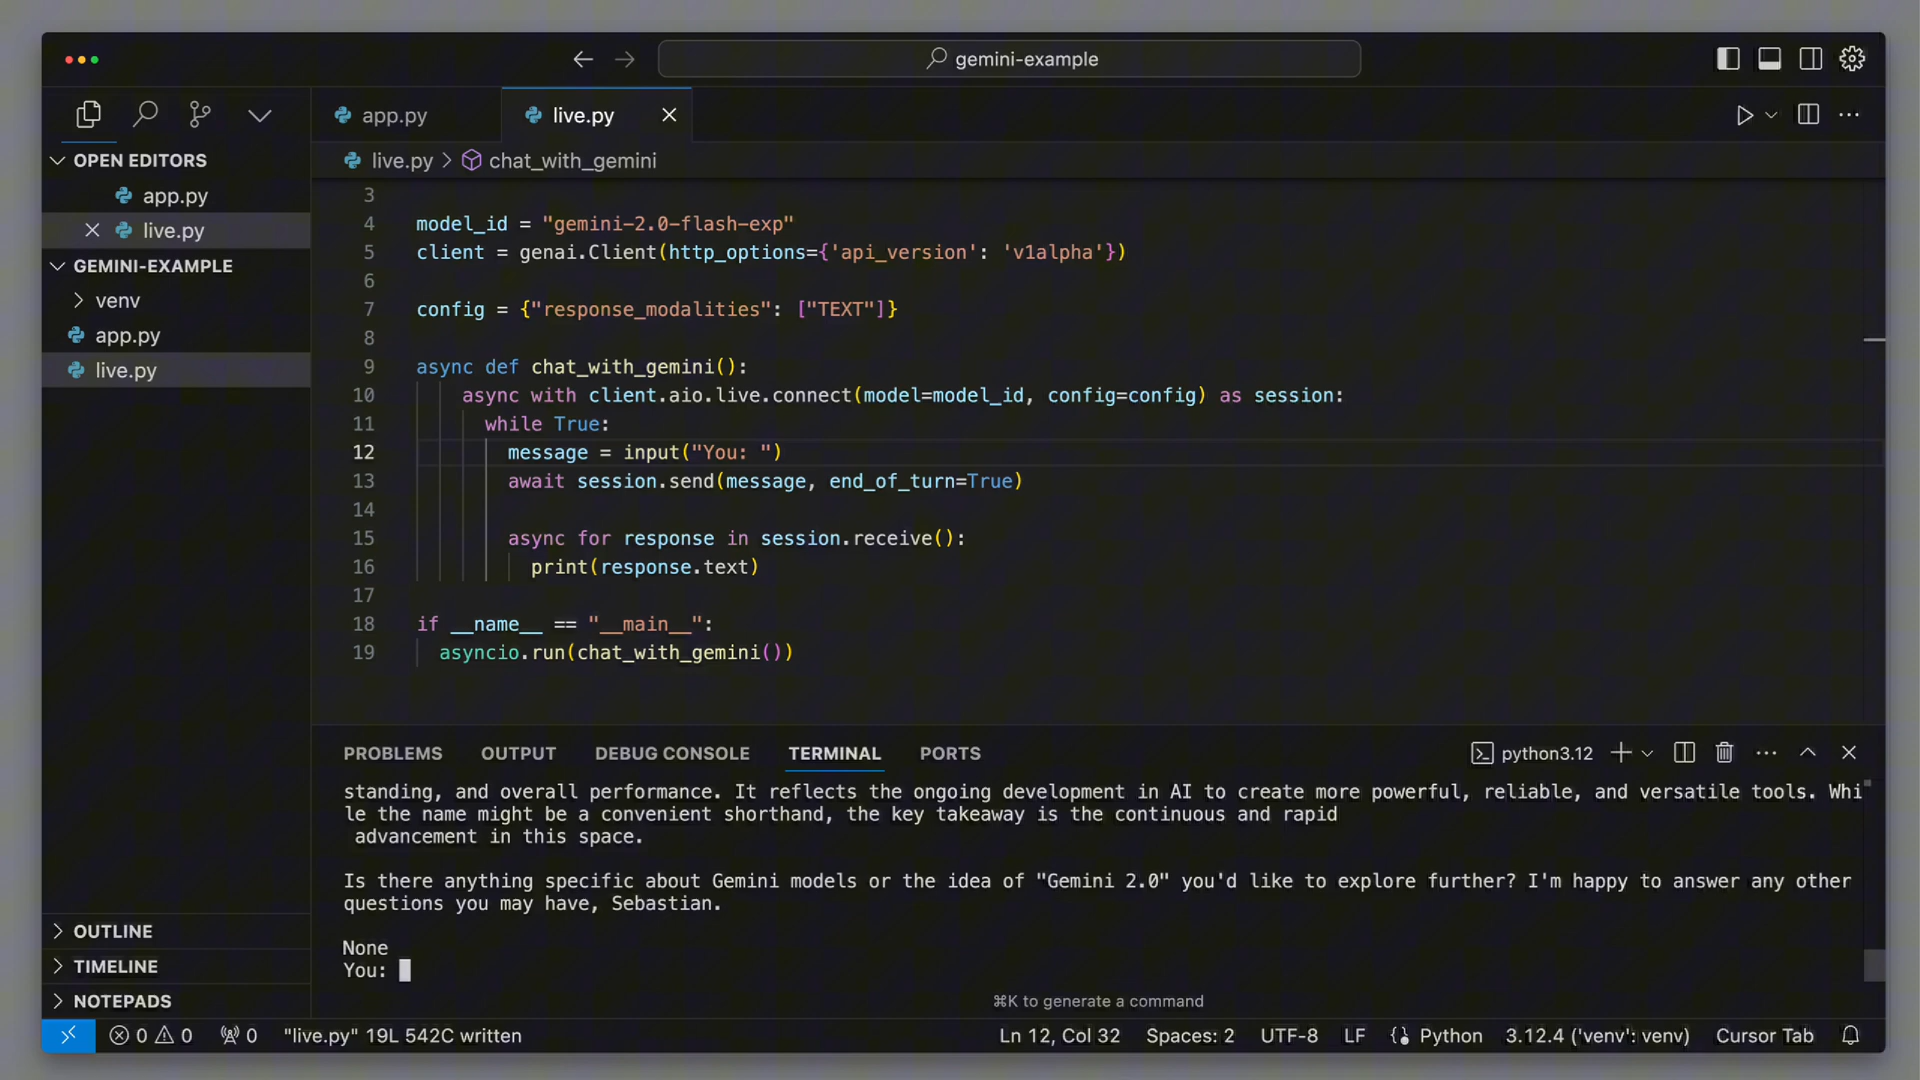 gemini-example
app.py
live.py
OPEN EDITORS
app.py
live.py
GEMINI-EXAMPLE
venv
app.py
live.py
OUTLINE
TIMELINE
NOTEPADS
live.py > chat_with_gemini
3
4 model_id = "gemini-2.0-flash-exp"
5 client = genai.Client(http_options={'api_version': 'v1alpha'})
6
7 config = {"response_modalities": ["TEXT"]}
8
9 async def chat_with_gemini():
10 async with client.aio.live.connect(model=model_id, config=config) as session:
11 while True:
12 message = input("You: ")
13 await session.send(message, end_of_turn=True)
14
15 async for response in session.receive():
16 print(response.text)
17
18 if __name__ == "__main__":
19 asyncio.run(chat_with_gemini())
PROBLEMS OUTPUT DEBUG CONSOLE TERMINAL PORTS python3.12
standing, and overall performance. It reflects the ongoing development in AI to create more powerful, reliable, and versatile tools. Whi
le the name might be a convenient shorthand, the key takeaway is the continuous and rapid
advancement in this space.
Is there anything specific about Gemini models or the idea of "Gemini 2.0" you'd like to explore further? I'm happy to answer any other
questions you may have, Sebastian.
None
You:
⌘K to generate a command
0 0 0 "live.py" 19L 542C written Ln 12, Col 32 Spaces: 2 UTF-8 LF Python 3.12.4 ('venv': venv) Cursor Tab